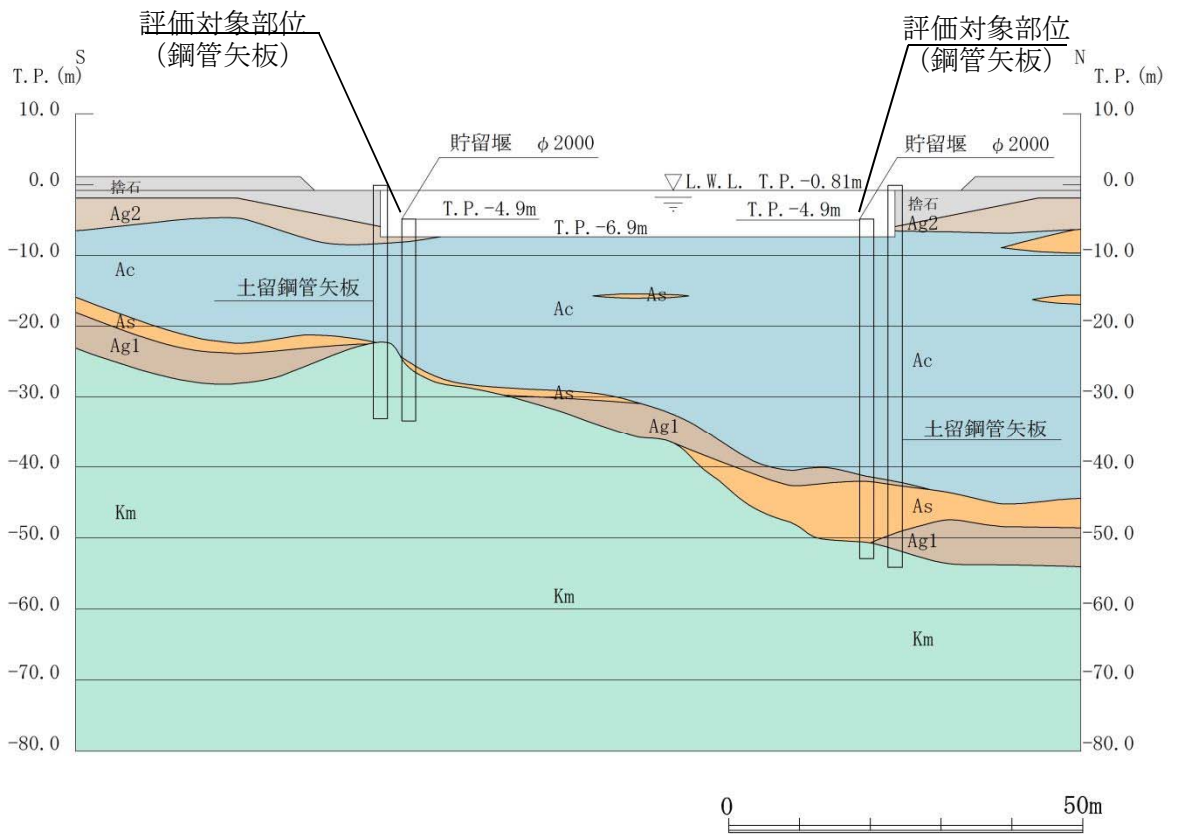 評価対象部位
（鋼管矢板）
評価対象部位
（鋼管矢板）
S
N
T.P.(m)
T.P.(m)
10.0
10.0
貯留堰 φ2000
貯留堰 φ2000
0.0
0.0
捨石
L.W.L. T.P.-0.81m
捨石
Ag2
T.P.-4.9m
T.P.-4.9m
Ag2
T.P.-6.9m
-10.0
-10.0
Ac
土留鋼管矢板
As
Ac
-20.0
-20.0
As
Ag1
Ac
-30.0
-30.0
As
Ag1
土留鋼管矢板
-40.0
-40.0
Km
As
-50.0
-50.0
Ag1
Km
-60.0
-60.0
Km
-70.0
-70.0
-80.0
-80.0
0
50m